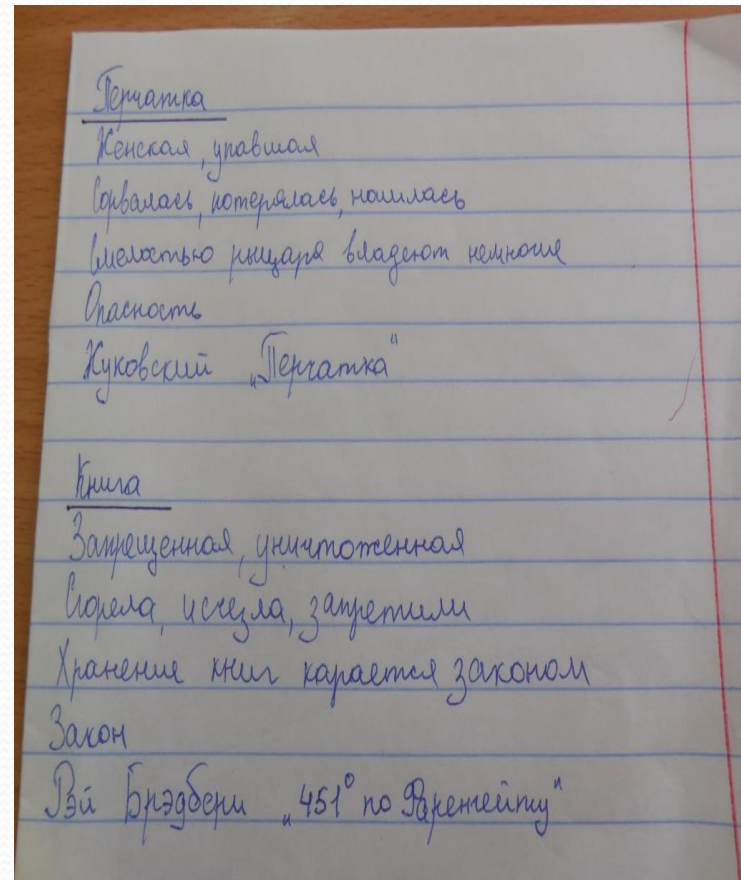 Перчатка
Женская, упавшая
Сорвалась, потерялась, нашлась
Смелостью рыцаря владеют немногие
Опасность
Жуковский „Перчатка“
Книга
Запрещенная, уничтоженная
Сгорела, исчезла, запретили
Хранение книг карается законом
Закон
Рэй Брэдбери „451° по Фаренгейту“